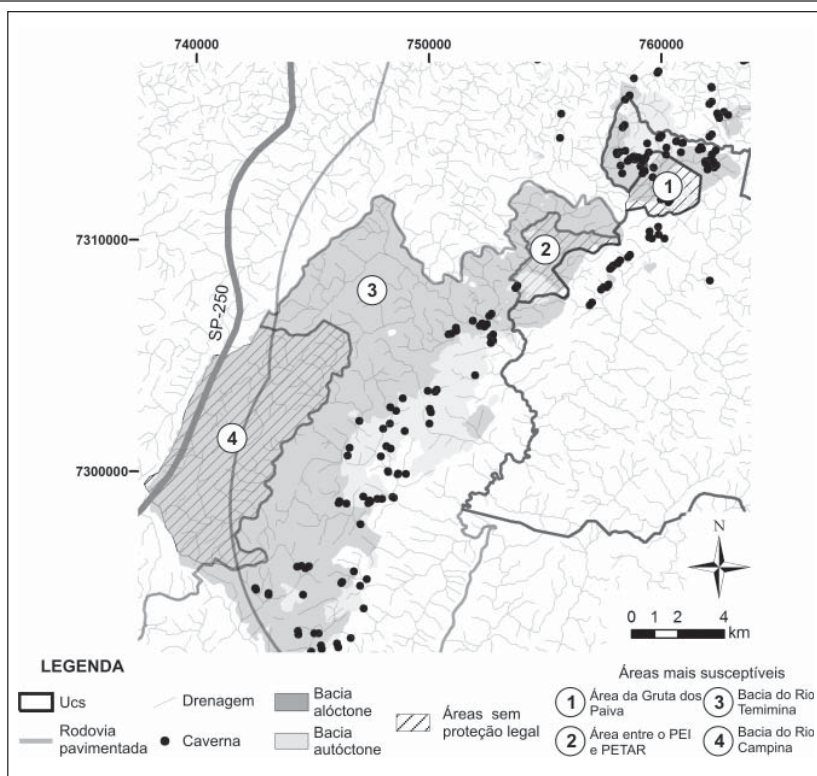 740000
750000
760000
7310000
7300000
SP-250
1
2
3
4
N
0 1 2 4
km
LEGENDA
Ucs
Rodovia
pavimentada
Drenagem
Caverna
Bacia
alóctone
Bacia
autóctone
Áreas sem
proteção legal
Áreas mais susceptíveis
1 Área da Gruta dos
Paiva
2 Área entre o PEI
e PETAR
3 Bacia do Rio
Temimina
4 Bacia do Rio
Campina